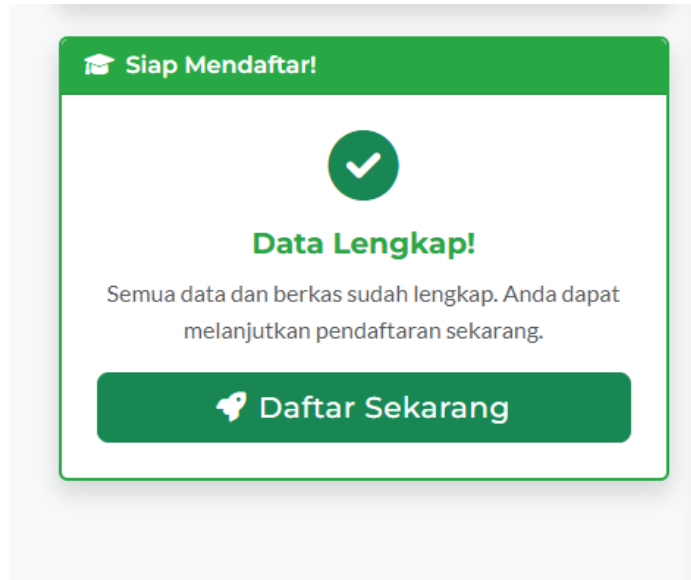 Siap Mendaftar!
Data Lengkap!
Semua data dan berkas sudah lengkap. Anda dapat
melanjutkan pendaftaran sekarang.
Daftar Sekarang